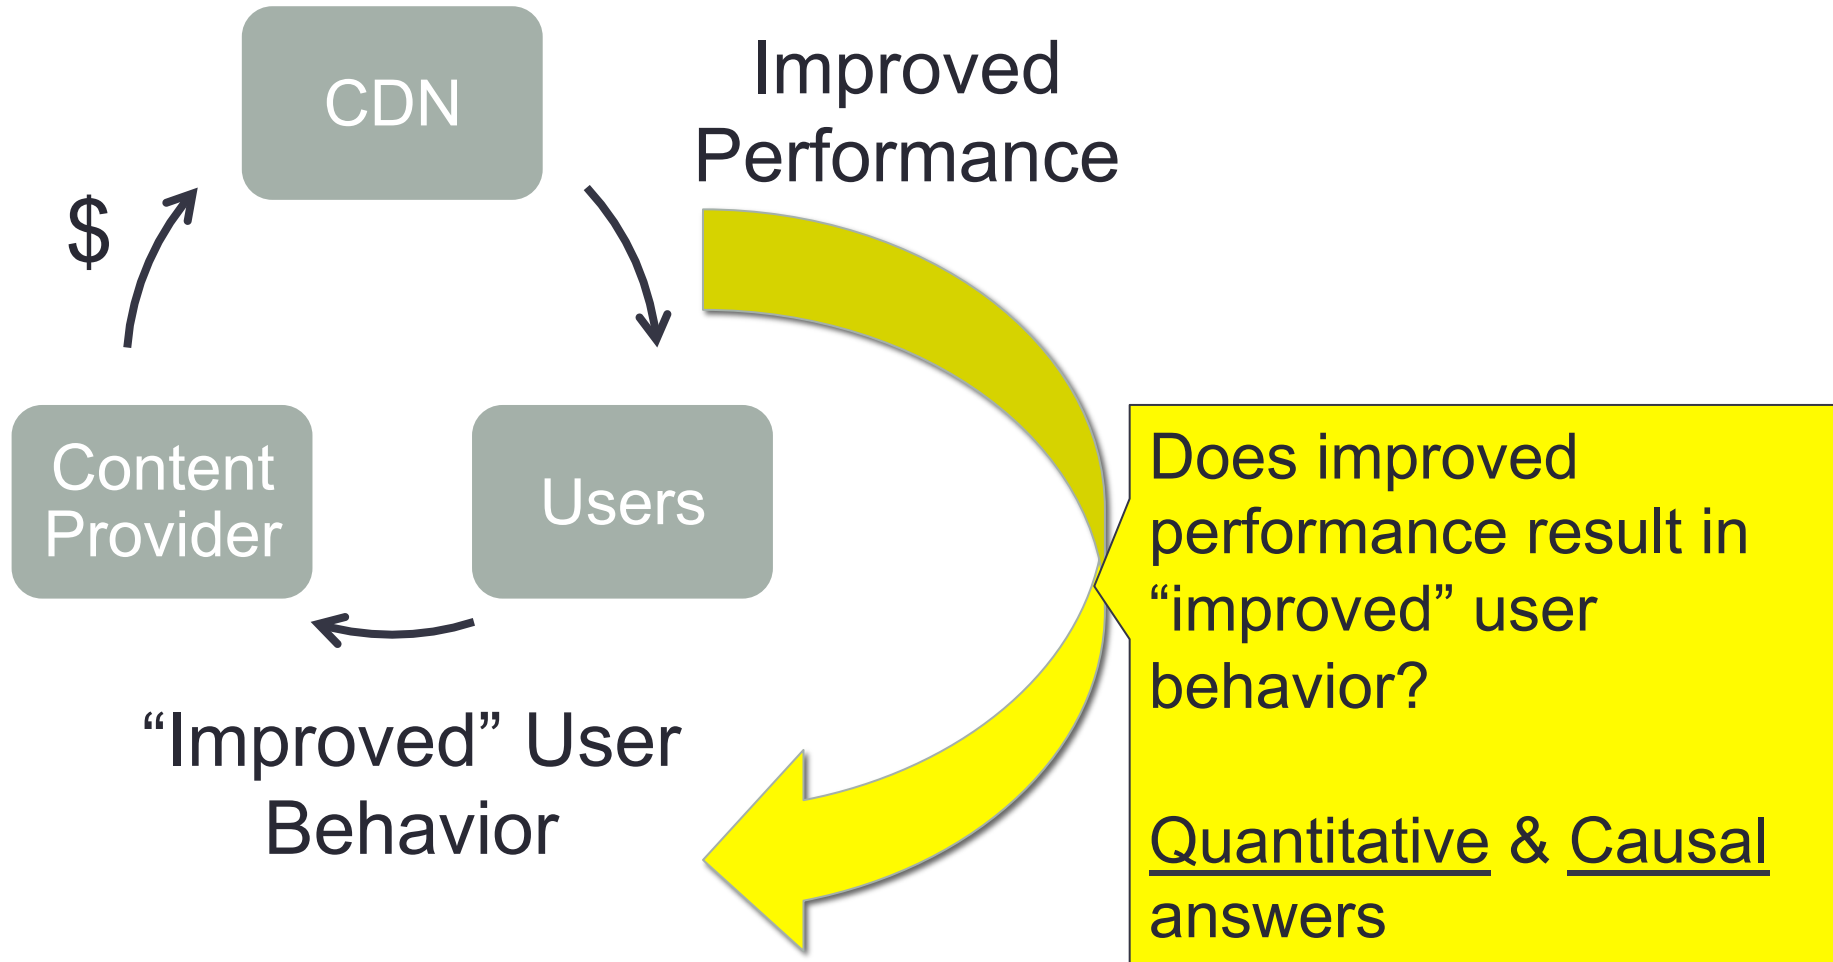 CDN
Improved
Performance
$
Content
Provider
Users
“Improved” User
Behavior
Does improved
performance result in
“improved” user
behavior?
Quantitative & Causal
answers